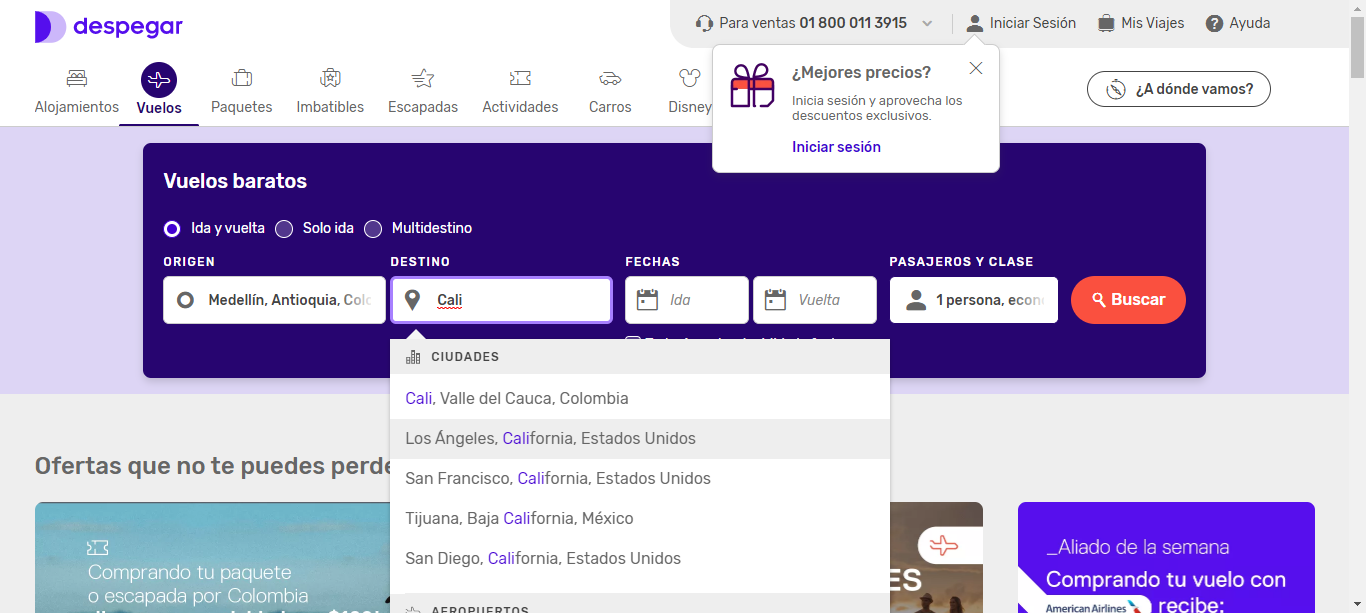 despegar
Para ventas 01 800 011 3915
Iniciar Sesión
Mis Viajes
Ayuda
Alojamientos
Vuelos
Paquetes
Imbatibles
Escapadas
Actividades
Carros
Disney
¿A dónde vamos?
¿Mejores precios?
Inicia sesión y aprovecha los
descuentos exclusivos.
Iniciar sesión
Vuelos baratos
Ida y vuelta
Solo ida
Multidestino
ORIGEN
DESTINO
FECHAS
PASAJEROS Y CLASE
Medellín, Antioquia, Colo
Cali
Ida
Vuelta
1 persona, econ
Buscar
CIUDADES
Cali, Valle del Cauca, Colombia
Los Ángeles, California, Estados Unidos
San Francisco, California, Estados Unidos
Tijuana, Baja California, México
San Diego, California, Estados Unidos
AEROPUERTOS
Ofertas que no te puedes perde
Comprando tu paquete
o escapada por Colombia
ES
_Aliado de la semana
Comprando tu vuelo con
American Airlines recibe: